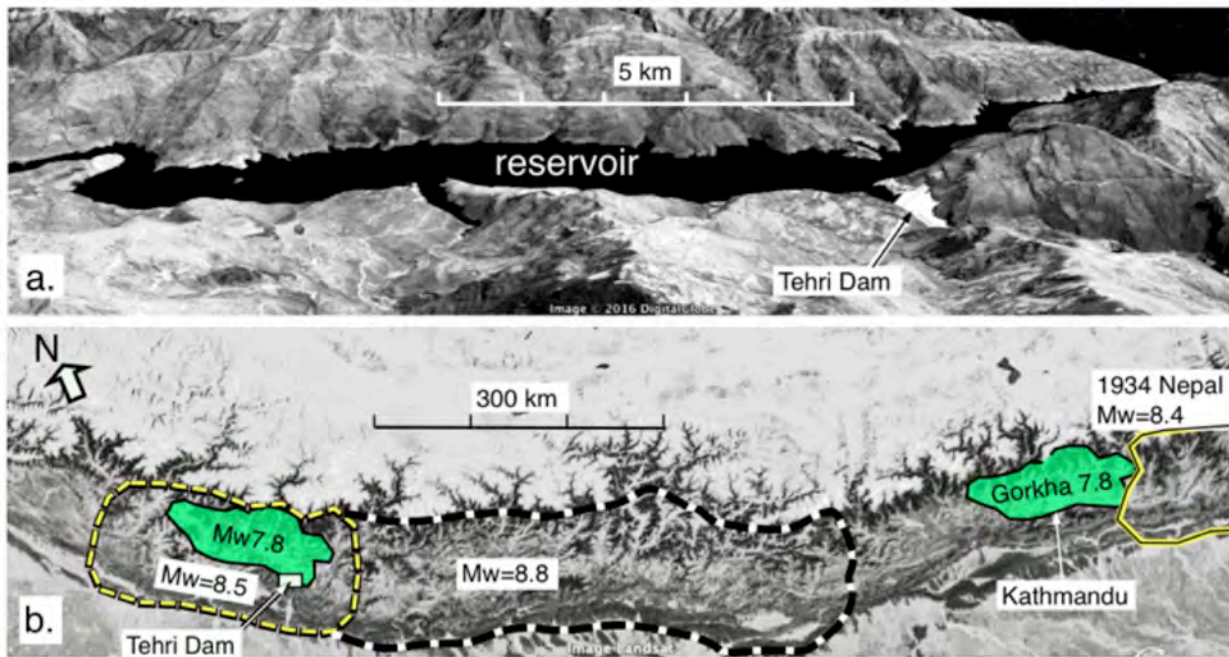 5 km
reservoir
Tehri Dam
a.
Image © 2016 DigitalGlobe
N
300 km
1934 Nepal
Mw=8.4
Gorkha 7.8
Mw7.8
Mw=8.5
Mw=8.8
Kathmandu
b.
Tehri Dam
Image Landsat